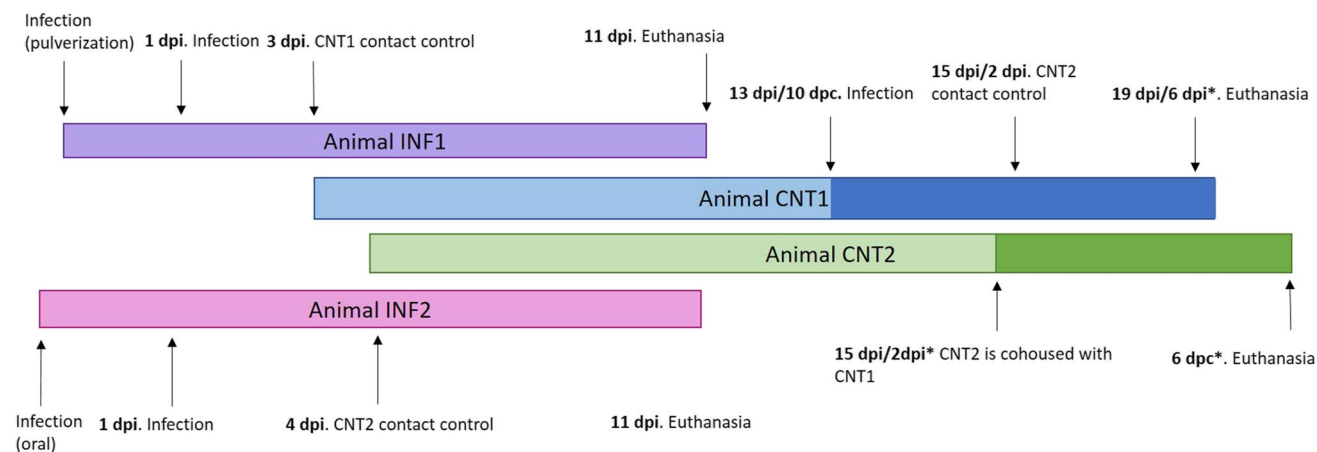 Infection
(pulverization)
1 dpi. Infection
3 dpi. CNT1 contact control
11 dpi. Euthanasia
13 dpi/10 dpc. Infection
15 dpi/2 dpi. CNT2
contact control
19 dpi/6 dpi*. Euthanasia
Animal INF1
Animal CNT1
Animal CNT2
Animal INF2
Infection
(oral)
1 dpi. Infection
4 dpi. CNT2 contact control
11 dpi. Euthanasia
15 dpi/2dpi* CNT2 is cohoused with
CNT1
6 dpc*. Euthanasia